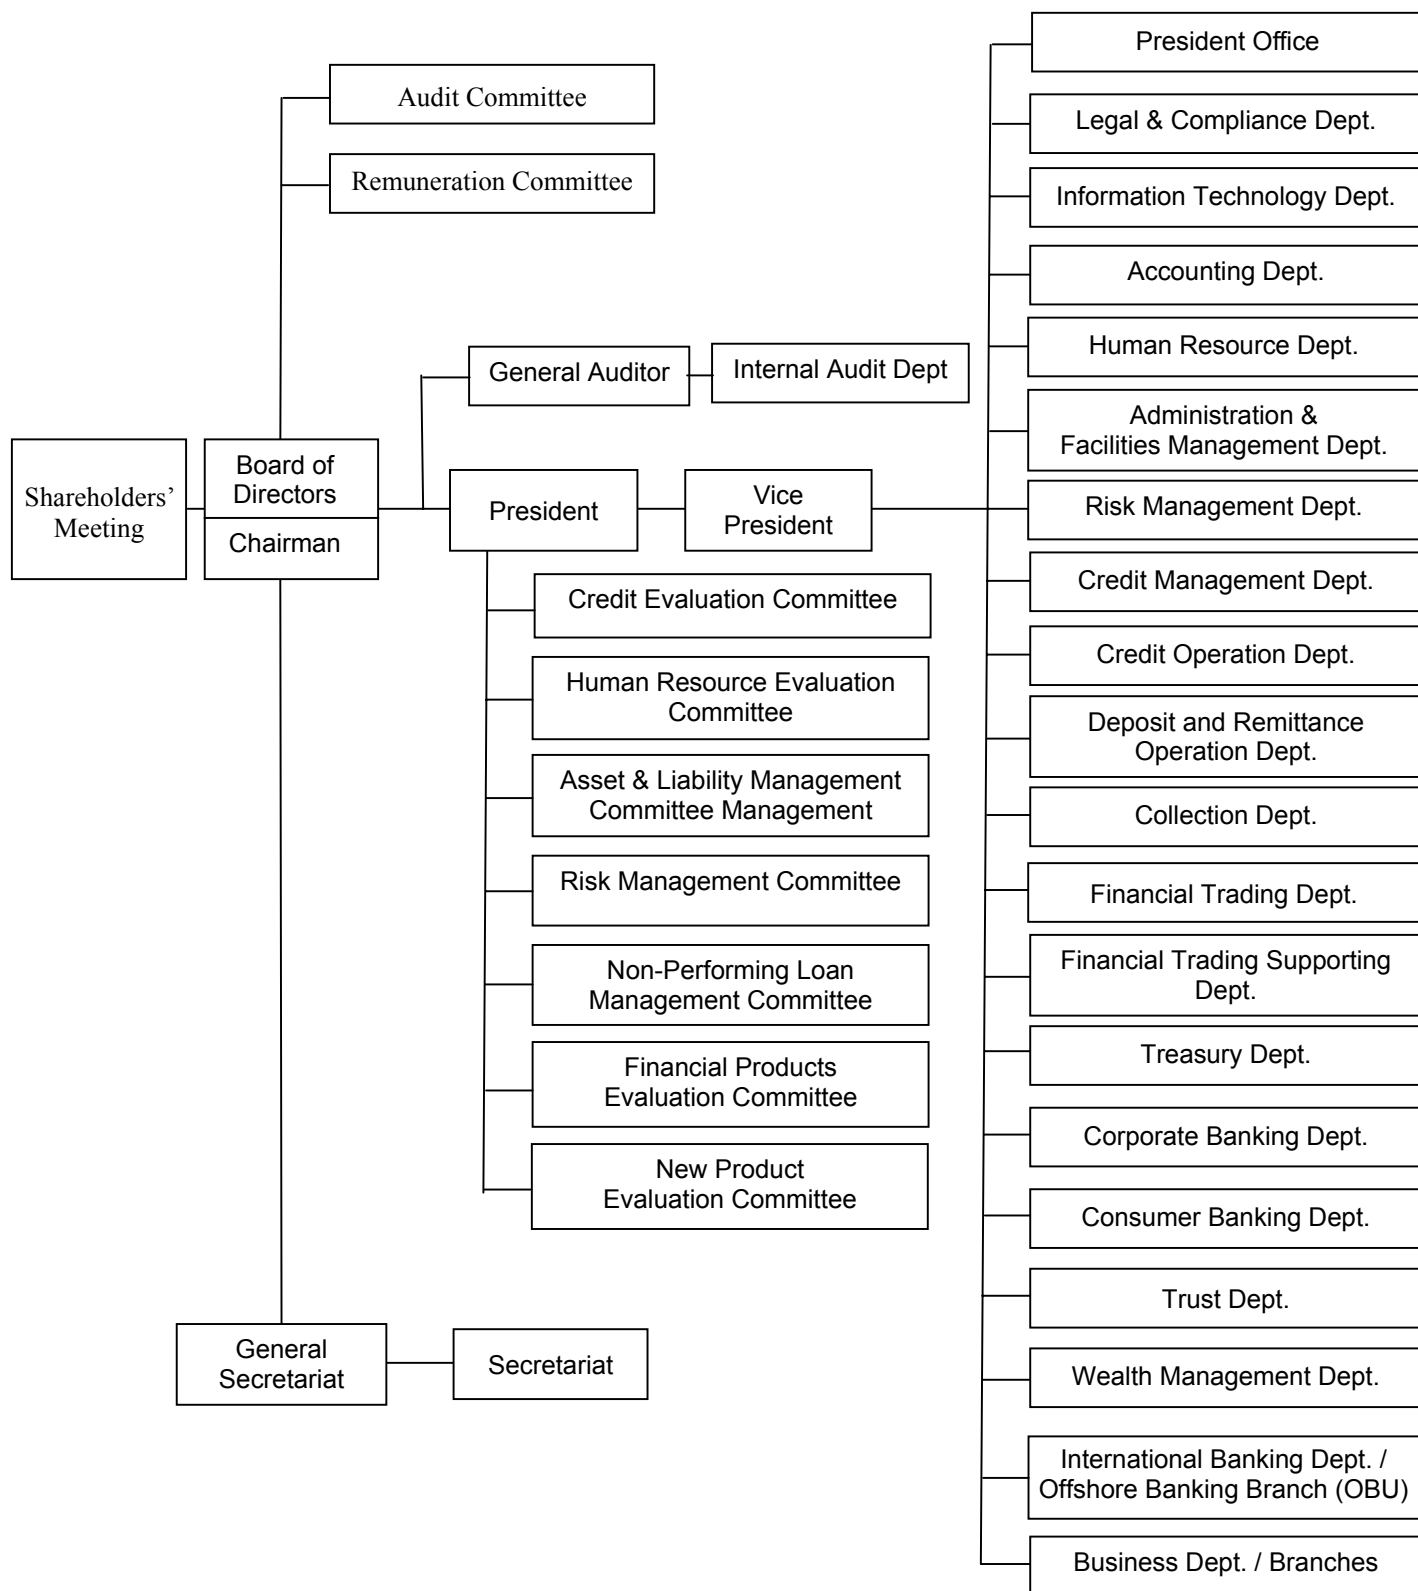 Shareholders’
Meeting
Board of
Directors
Chairman
Audit Committee
Remuneration Committee
General Auditor
Internal Audit Dept
President
Vice
President
Credit Evaluation Committee
Human Resource Evaluation
Committee
Asset & Liability Management
Committee Management
Risk Management Committee
Non-Performing Loan
Management Committee
Financial Products
Evaluation Committee
New Product
Evaluation Committee
General
Secretariat
Secretariat
President Office
Legal & Compliance Dept.
Information Technology Dept.
Accounting Dept.
Human Resource Dept.
Administration &
Facilities Management Dept.
Risk Management Dept.
Credit Management Dept.
Credit Operation Dept.
Deposit and Remittance
Operation Dept.
Collection Dept.
Financial Trading Dept.
Financial Trading Supporting
Dept.
Treasury Dept.
Corporate Banking Dept.
Consumer Banking Dept.
Trust Dept.
Wealth Management Dept.
International Banking Dept. /
Offshore Banking Branch (OBU)
Business Dept. / Branches